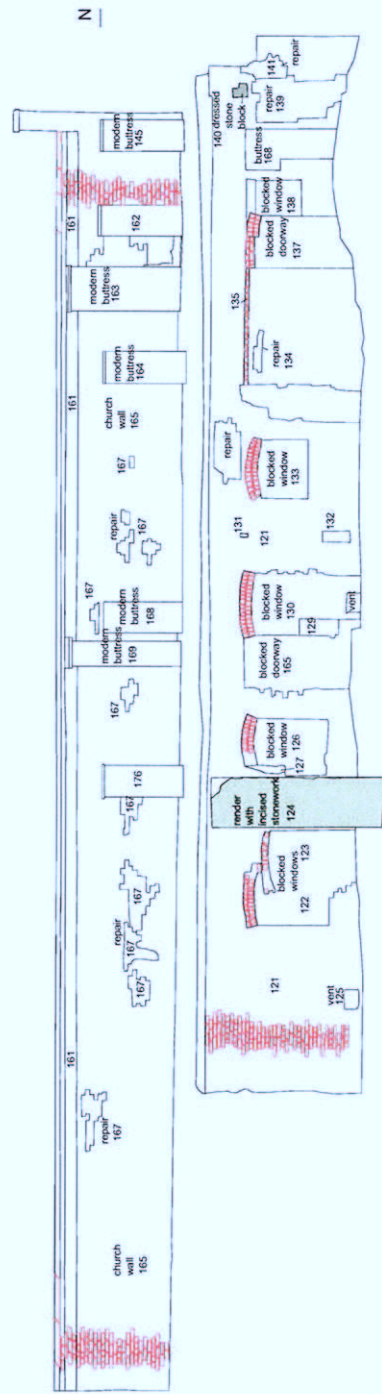 N
modern
buttress
145
161
162
modern
buttress
163
161
modern
buttress
164
church
wall
165
167
repair
167
167
modern
buttress
168
modern
buttress
169
167
176
167
167
repair
167
1675
161
repair
167
church
wall
165
repair
141
repair
139
140 dressed
stone
block
buttress
168
blocked
window
138
blocked
doorway
137
135
repair
134
repair
blocked
window
133
131
121
132
blocked
window
130
129
vent
blocked
doorway
165
blocked
window
126
127
render
with
incised
stonework
124
123
blocked
windows
122
121
vent
125